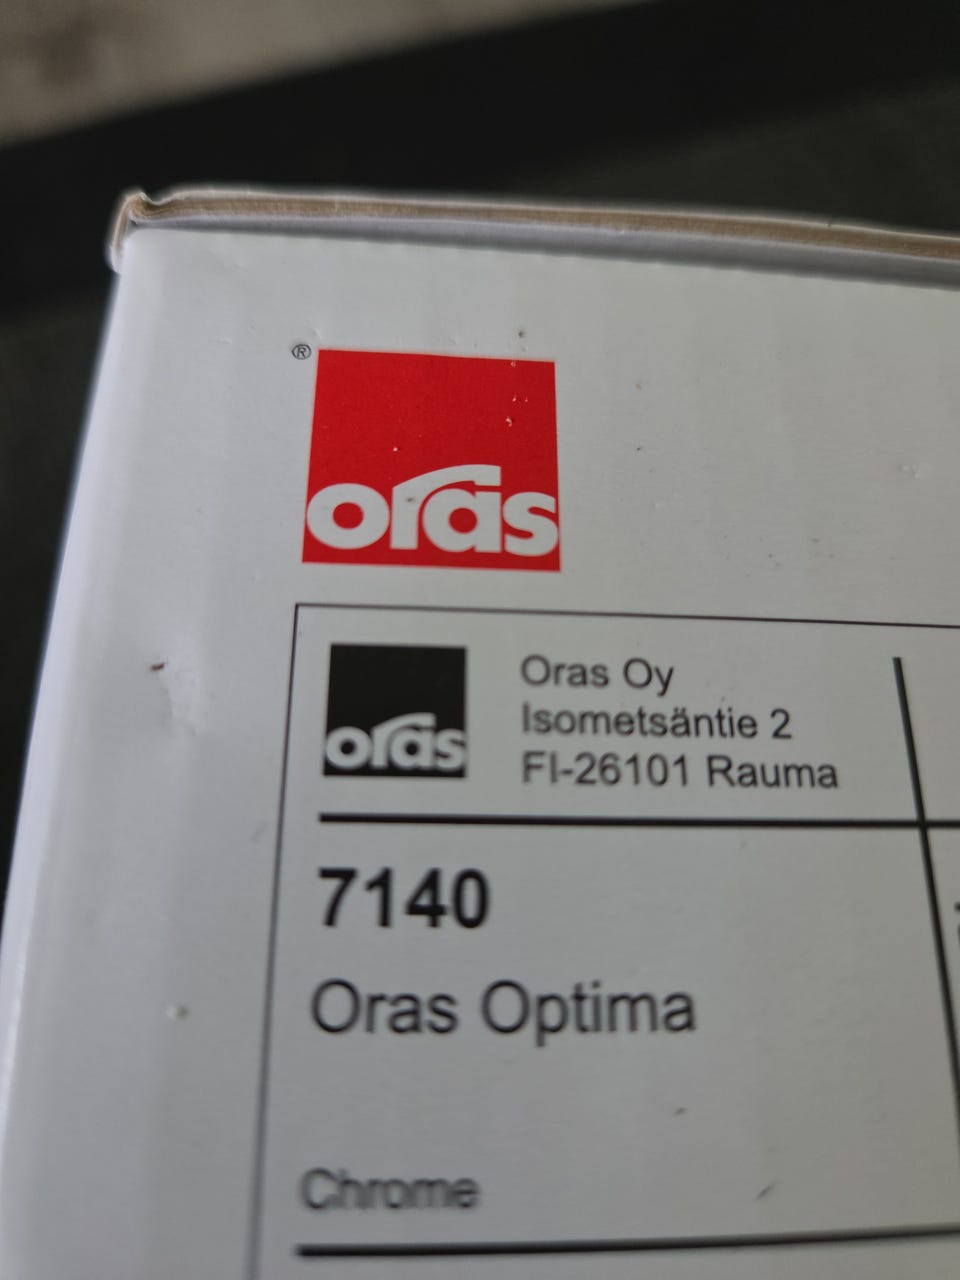 ®
oras
oras
Oras Oy
Isometsäntie 2
FI-26101 Rauma
7140
Oras Optima
Chrome